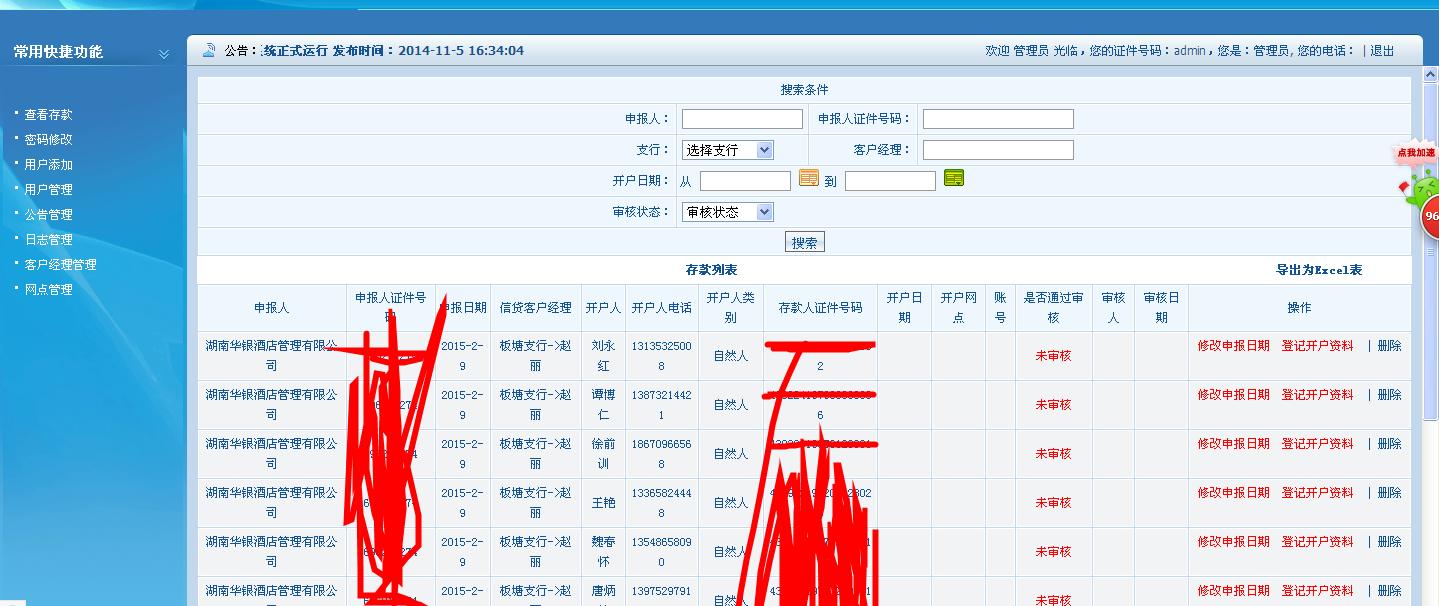 常用快捷功能
公告：统正式运行 发布时间：2014-11-5 16:34:04
欢迎 管理员 光临，您的证件号码：admin，您是：管理员，您的电话： | 退出
· 查看存款
· 密码修改
· 用户添加
· 用户管理
· 公告管理
· 日志管理
· 客户经理管理
· 网点管理
搜索条件
申报人： 申报人证件号码：
支行： 选择支行 客户经理：
开户日期： 从 到
审核状态： 审核状态
搜索
点我加速
96
存款列表 导出为Excel表
申报人 申报人证件号码 申报日期 信贷客户经理 开户人 开户人电话 开户人类别 存款人证件号码 开户日期 开户网点 账号 是否通过审核 审核人 审核日期 操作
湖南华银酒店管理有限公司 2015-2-9 板塘支行->赵丽 刘永红 13135325008 自然人 2 未审核 修改申报日期 登记开户资料 | 删除
湖南华银酒店管理有限公司 2015-2-9 板塘支行->赵丽 谭博仁 13873214421 自然人 6 未审核 修改申报日期 登记开户资料 | 删除
湖南华银酒店管理有限公司 2015-2-9 板塘支行->赵丽 徐前训 18670966568 自然人 未审核 修改申报日期 登记开户资料 | 删除
湖南华银酒店管理有限公司 2015-2-9 板塘支行->赵丽 王艳 13365824448 自然人 未审核 修改申报日期 登记开户资料 | 删除
湖南华银酒店管理有限公司 2015-2-9 板塘支行->赵丽 魏春怀 13548658090 自然人 未审核 修改申报日期 登记开户资料 | 删除
湖南华银酒店管理有限公司 2015-2- 板塘支行->赵 唐炳 1397529791 自然人 未审核 修改申报日期 登记开户资料 | 删除